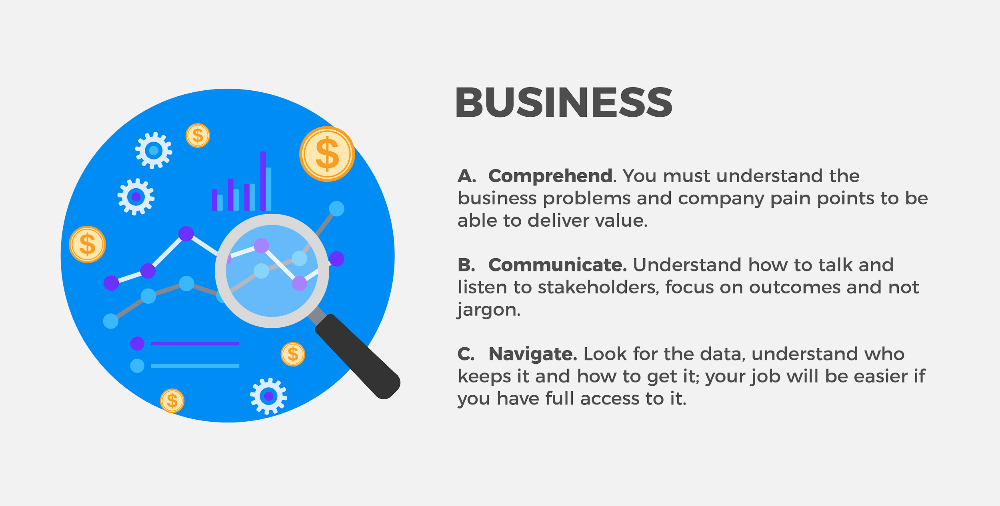 BUSINESS
A. Comprehend. You must understand the
business problems and company pain points to be
able to deliver value.
B. Communicate. Understand how to talk and
listen to stakeholders, focus on outcomes and not
jargon.
C. Navigate. Look for the data, understand who
keeps it and how to get it; your job will be easier if
you have full access to it.
$
$
$
$
$